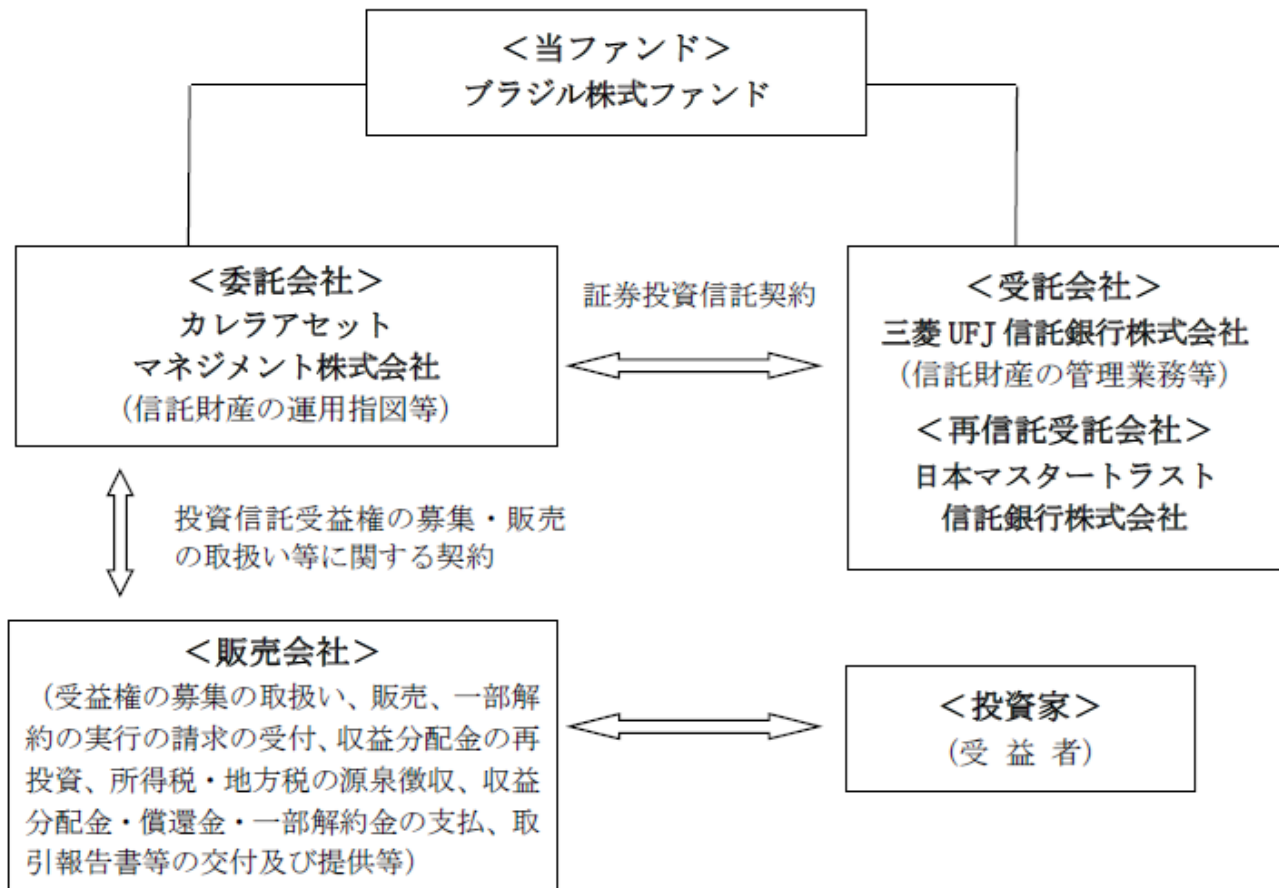 ＜当ファンド＞
ブラジル株式ファンド
＜委託会社＞
カレラアセット
マネジメント株式会社
（信託財産の運用指図等）
証券投資信託契約
＜受託会社＞
三菱 UFJ 信託銀行株式会社
（信託財産の管理業務等）
＜再信託受託会社＞
日本マスタートラスト
信託銀行株式会社
投資信託受益権の募集・販売
の取扱い等に関する契約
＜販売会社＞
（受益権の募集の取扱い、販売、一部解
約の実行の請求の受付、収益分配金の再
投資、所得税・地方税の源泉徴収、収益
分配金・償還金・一部解約金の支払、取
引報告書等の交付及び提供等）
＜投資家＞
（受 益 者）